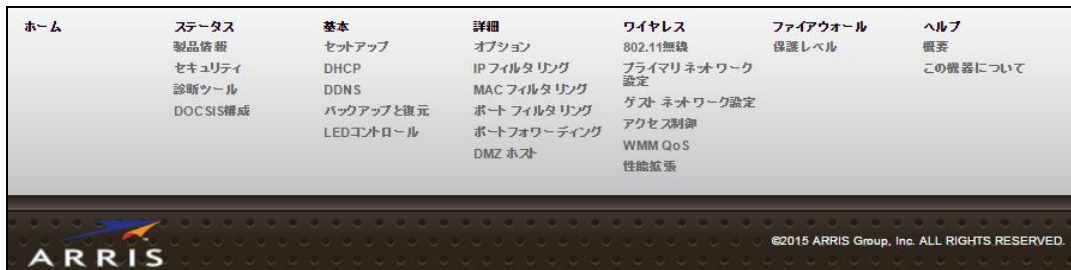 ホーム
ステータス
製品情報
セキュリティ
診断ツール
DOCSIS構成
基本
セットアップ
DHCP
DDNS
バックアップと復元
LEDコントロール
詳細
オプション
IPフィルタリング
MACフィルタリング
ポート フィルタリング
ポートフォワーディング
DMZ ホスト
ワイヤレス
802.11無線
プライマリ ネットワーク
設定
ゲスト ネットワーク設定
アクセス制御
WMM QoS
性能拡張
ファイアウォール
保護レベル
ヘルプ
概要
この機器について
ARRIS
©2015 ARRIS Group, Inc. ALL RIGHTS RESERVED.